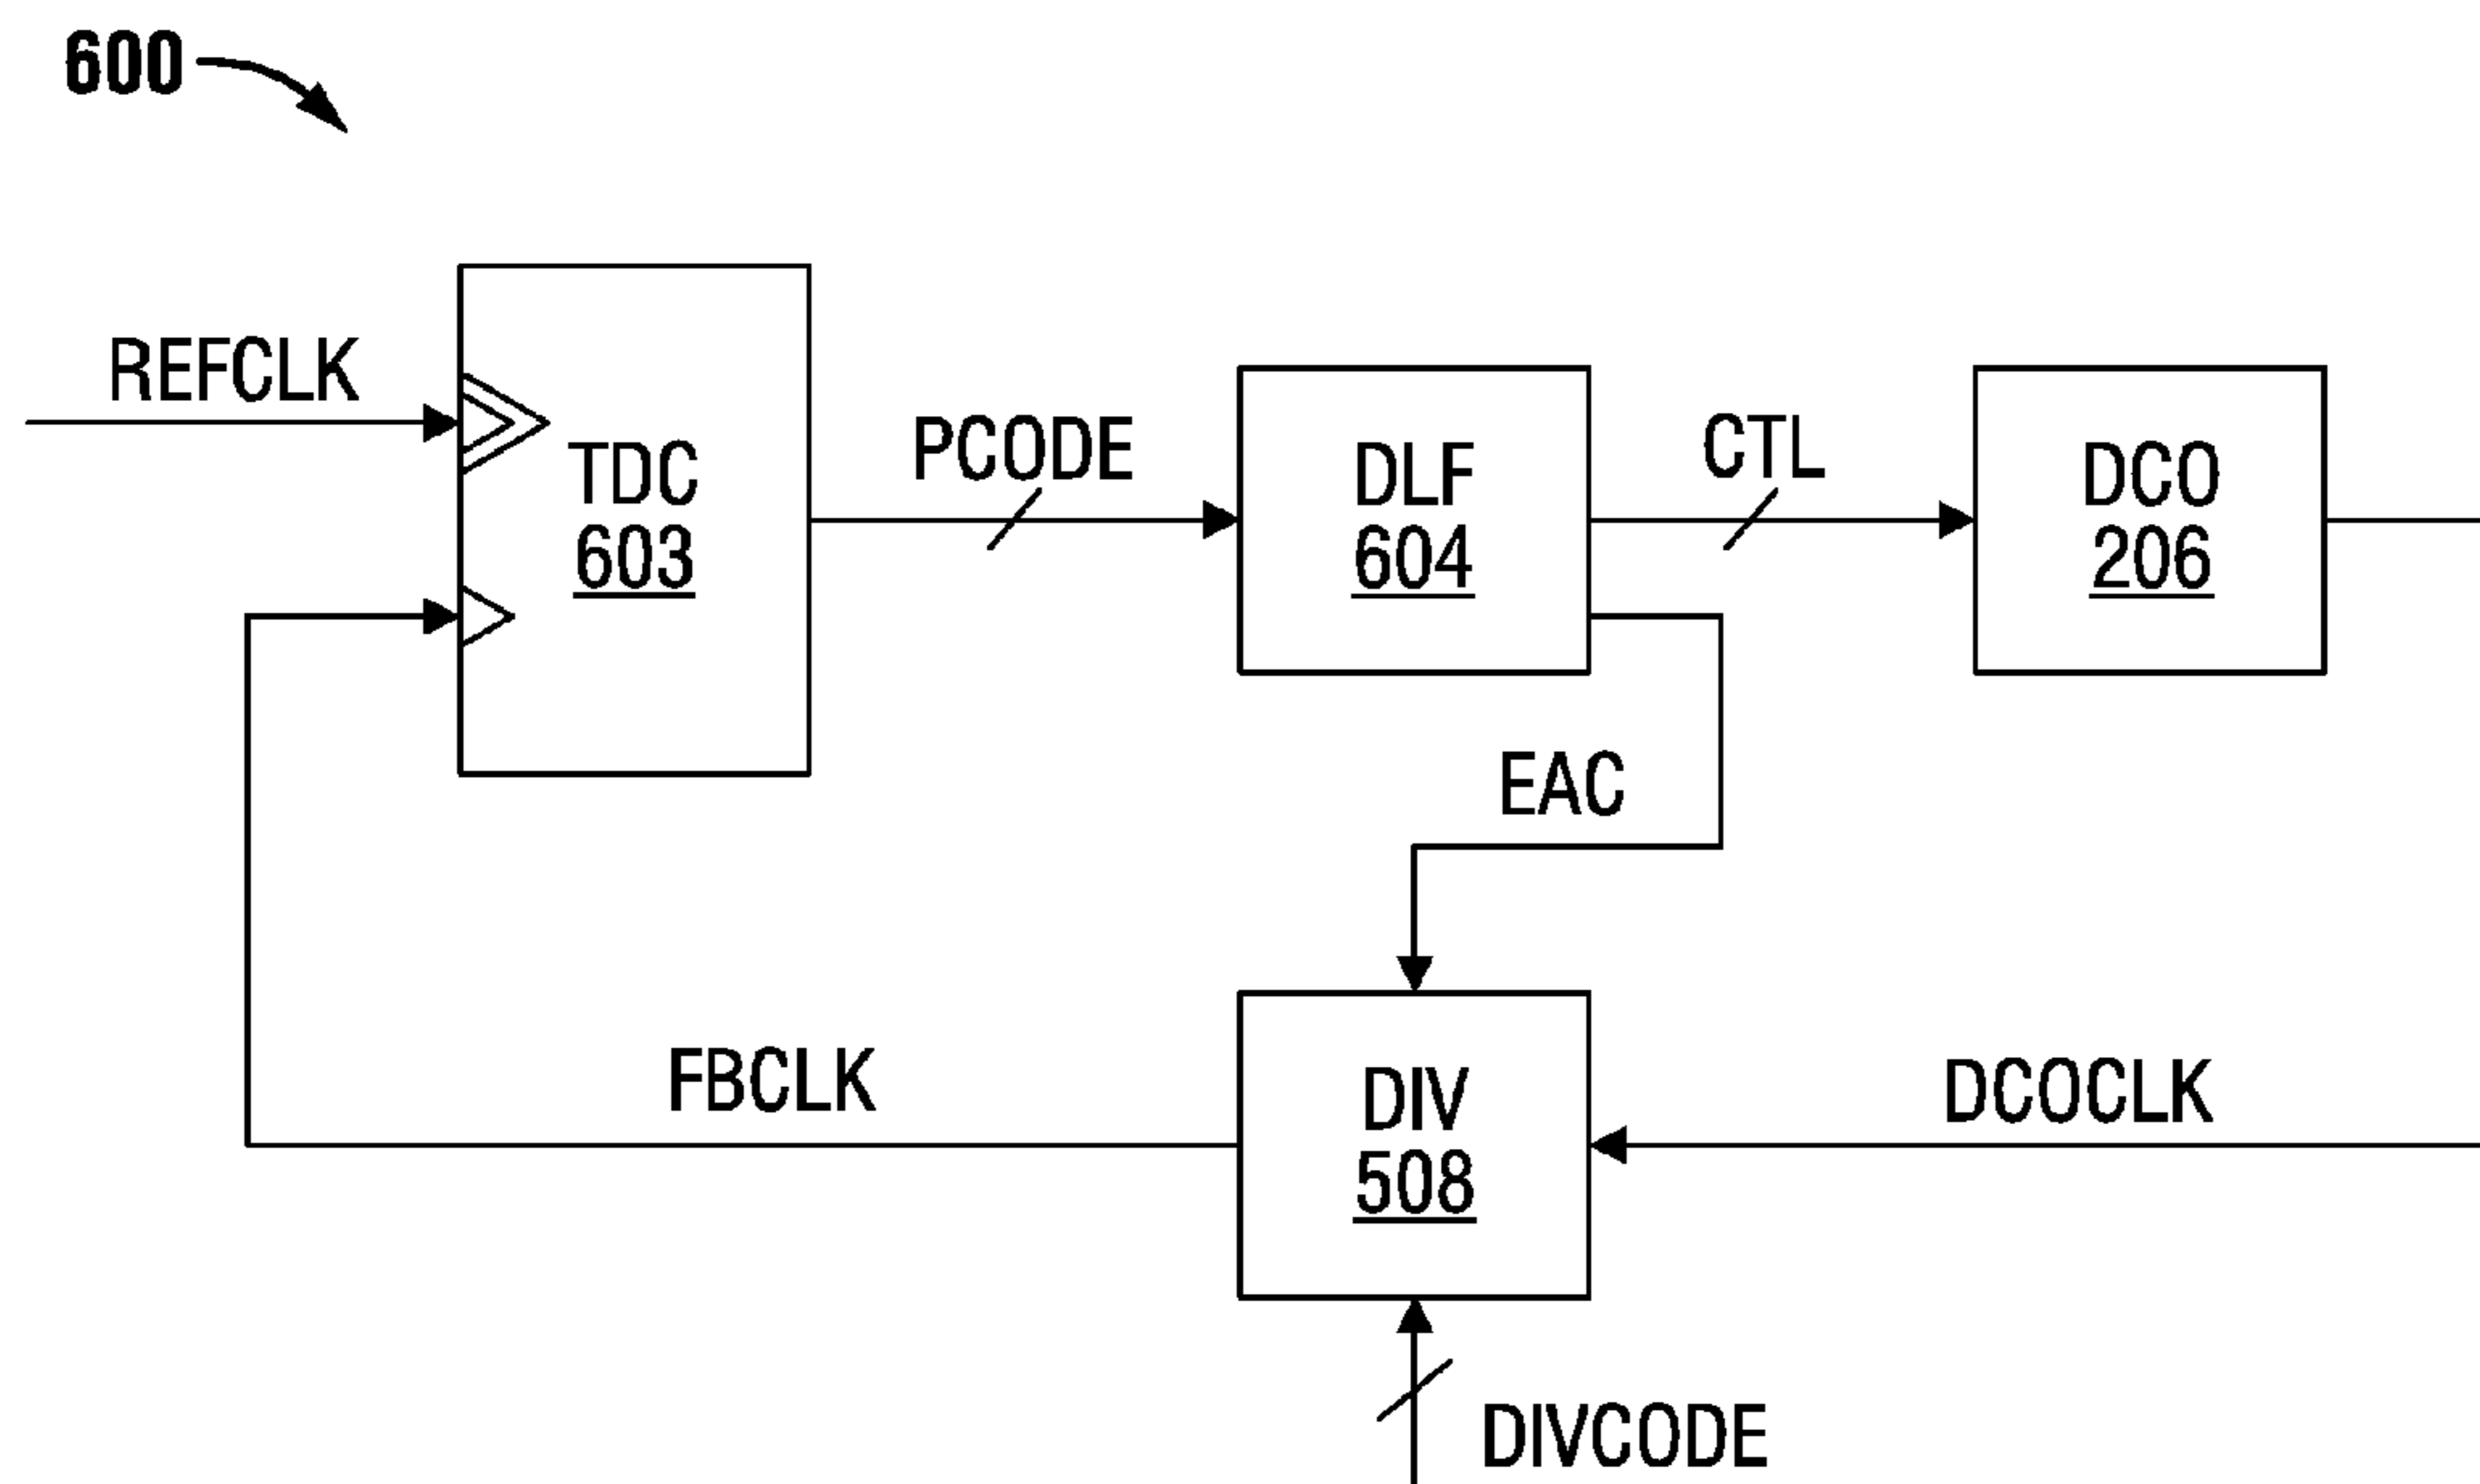 600
REFCLK
TDC
603
PCODE
DLF
604
CTL
DCO
206
EAC
FBCLK
DIV
508
DCOCLK
DIVCODE